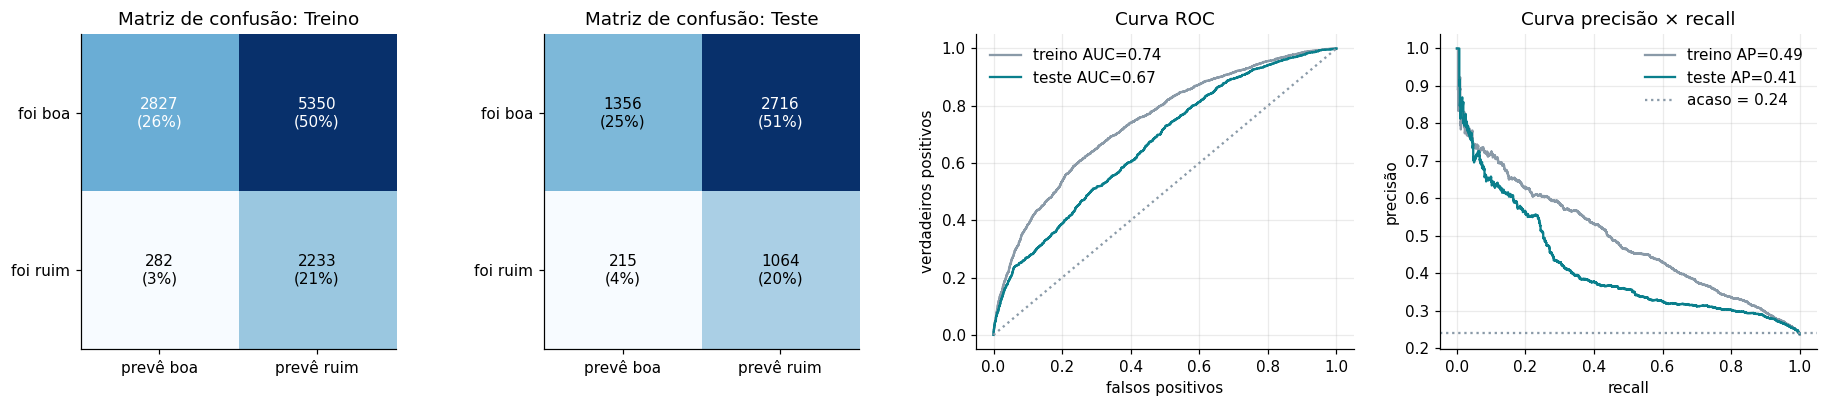 Matriz de confusão: Treino
foi boa
foi ruim
2827
(26%)
5350
(50%)
282
(3%)
2233
(21%)
prevê boa
prevê ruim
Matriz de confusão: Teste
foi boa
foi ruim
1356
(25%)
2716
(51%)
215
(4%)
1064
(20%)
prevê boa
prevê ruim
Curva ROC
treino AUC=0.74
teste AUC=0.67
verdadeiros positivos
1.0
0.8
0.6
0.4
0.2
0.0
0.0
0.2
0.4
0.6
0.8
1.0
falsos positivos
Curva precisão × recall
treino AP=0.49
teste AP=0.41
acaso = 0.24
precisão
1.0
0.9
0.8
0.7
0.6
0.5
0.4
0.3
0.2
0.0
0.2
0.4
0.6
0.8
1.0
recall